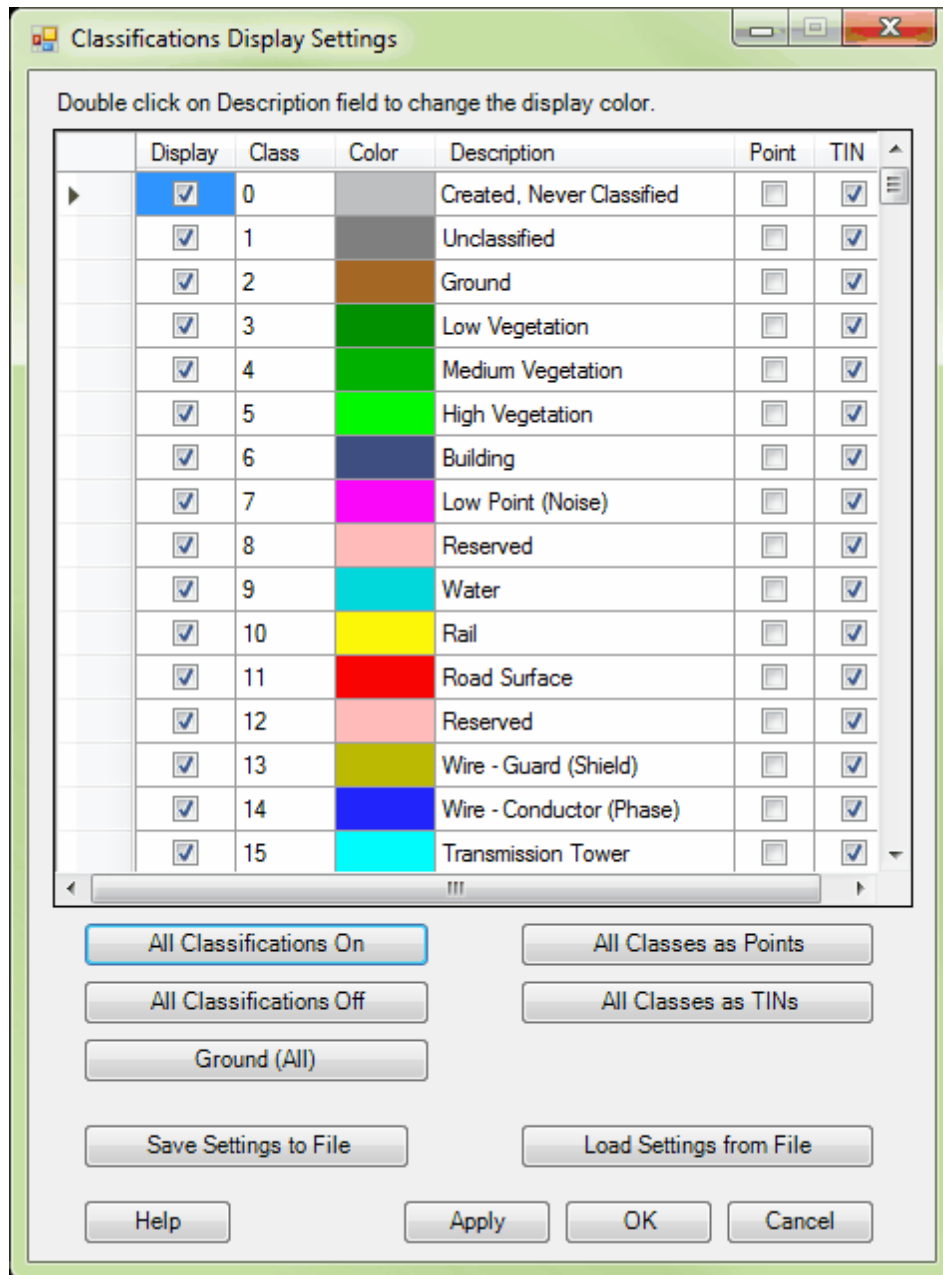 Classifications Display Settings
Double click on Description field to change the display color.
Display Class Color Description Point TIN
0 Created, Never Classified
1 Unclassified
2 Ground
3 Low Vegetation
4 Medium Vegetation
5 High Vegetation
6 Building
7 Low Point (Noise)
8 Reserved
9 Water
10 Rail
11 Road Surface
12 Reserved
13 Wire - Guard (Shield)
14 Wire - Conductor (Phase)
15 Transmission Tower
All Classifications On All Classes as Points
All Classifications Off All Classes as TINs
Ground (All)
Save Settings to File Load Settings from File
Help Apply OK Cancel